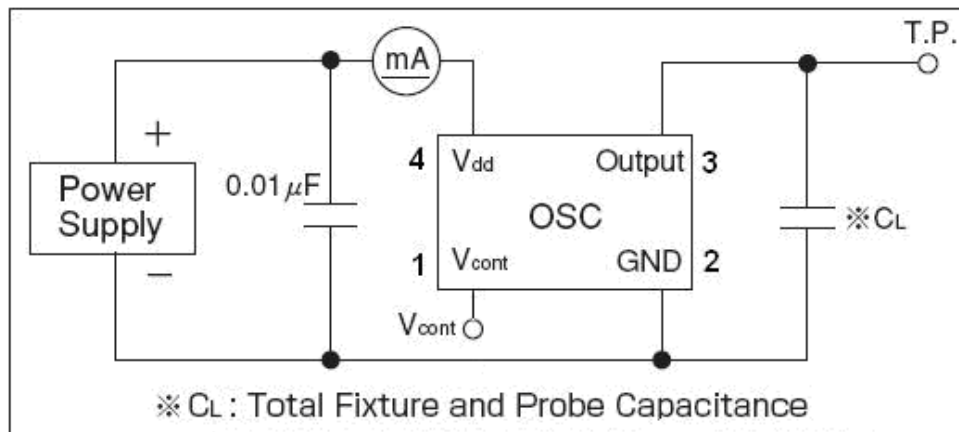 T.P.
mA
+
Power
Supply
−
0.01μF
4 Vdd Output 3
OSC
1 Vcont GND 2
Vcont
※CL
※CL : Total Fixture and Probe Capacitance